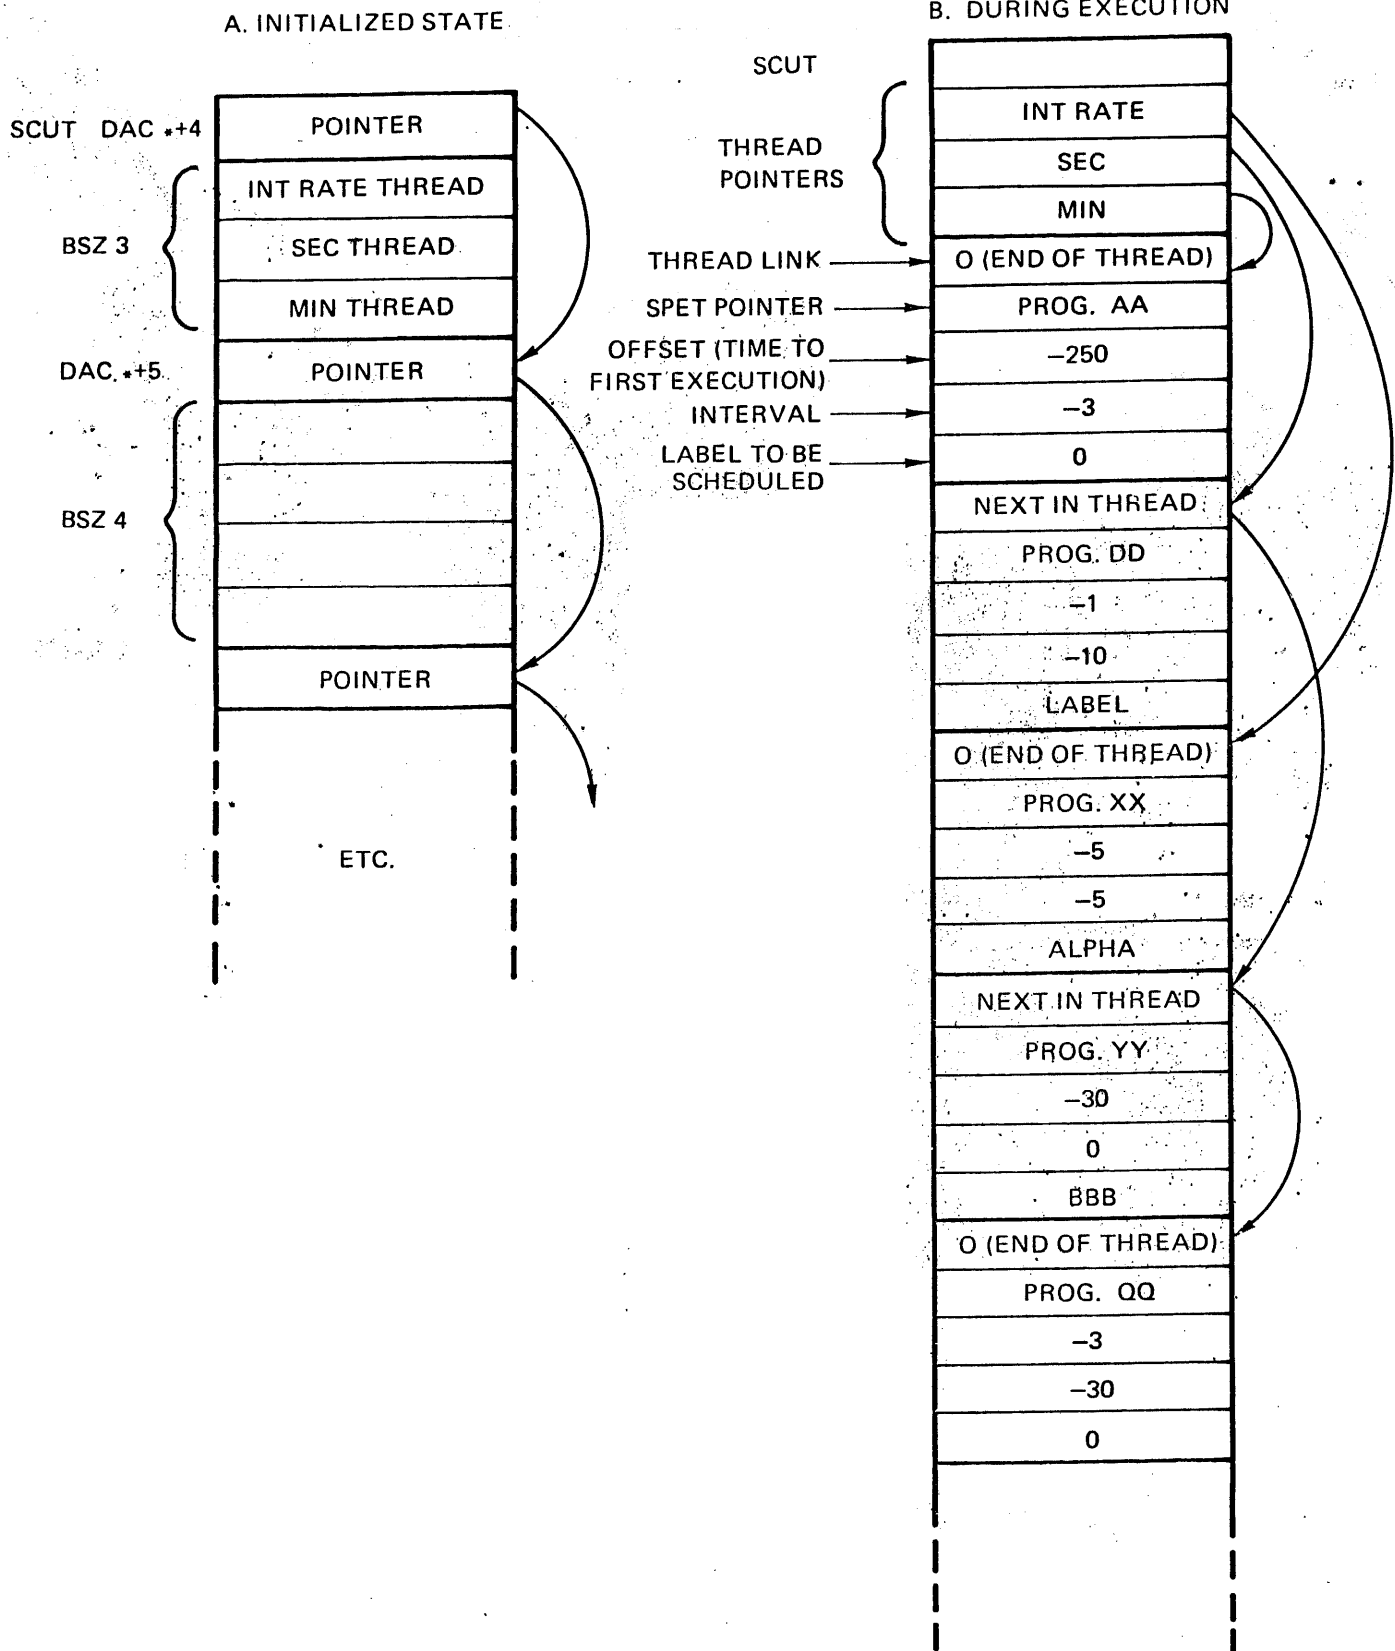 A. INITIALIZED STATE
SCUT DAC *+4
POINTER
INT RATE THREAD
BSZ 3
SEC THREAD
MIN THREAD
DAC *+5
POINTER
BSZ 4
POINTER
ETC.
B. DURING EXECUTION
SCUT
THREAD
POINTERS
INT RATE
SEC
MIN
THREAD LINK
0 (END OF THREAD)
SPET POINTER
PROG. AA
OFFSET (TIME TO
FIRST EXECUTION)
-250
INTERVAL
-3
LABEL TO BE
SCHEDULED
0
NEXT IN THREAD
PROG. DD
-1
-10
LABEL
0 (END OF THREAD)
PROG. XX
-5
-5
ALPHA
NEXT IN THREAD
PROG. YY
-30
0
BBB
0 (END OF THREAD)
PROG. QQ
-3
-30
0